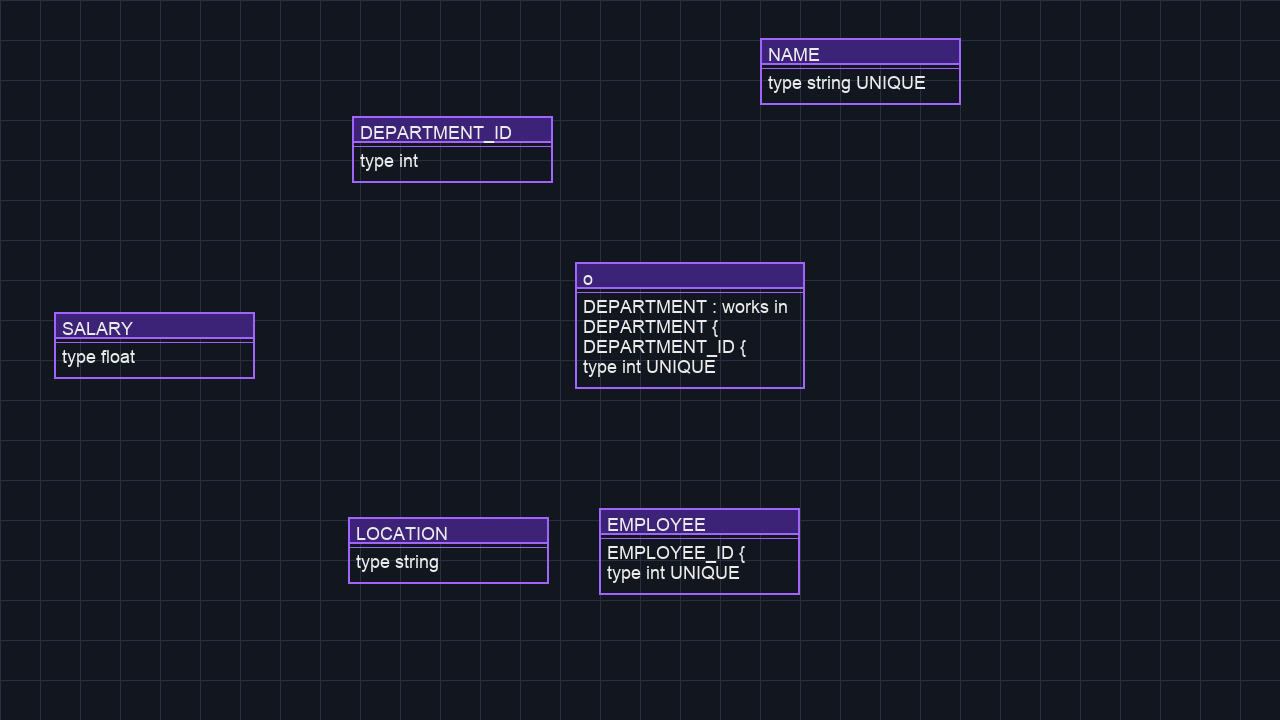 NAME
type string UNIQUE
DEPARTMENT_ID
type int
o
DEPARTMENT : works in
DEPARTMENT {
DEPARTMENT_ID {
type int UNIQUE
SALARY
type float
LOCATION
type string
EMPLOYEE
EMPLOYEE_ID {
type int UNIQUE